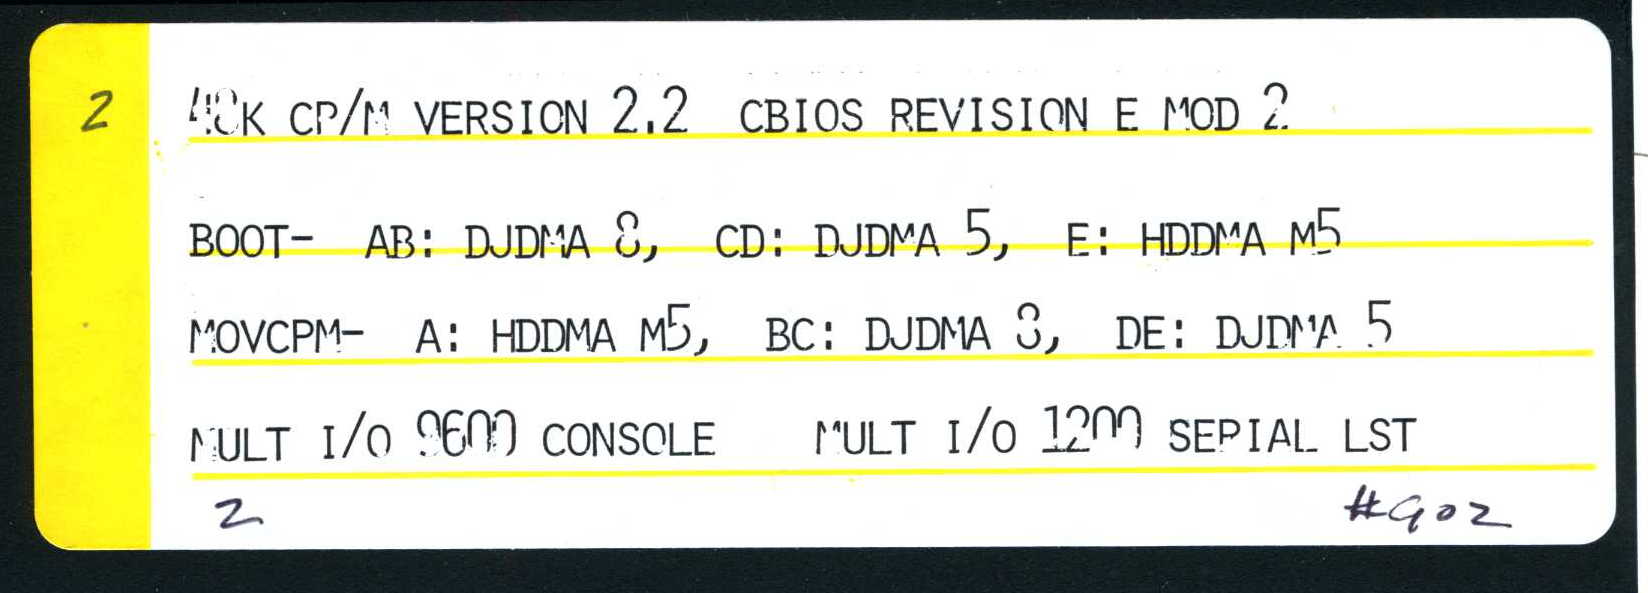 2
48K CP/M VERSION 2.2 CBIOS REVISION E MOD 2
BOOT- AB: DJDMA 8, CD: DJDMA 5, E: HDDMA M5
MOVCPM- A: HDDMA M5, BC: DJDMA 8, DE: DJDMA 5
MULT I/O 9600 CONSOLE MULT I/O 1200 SERIAL LST
2 #902